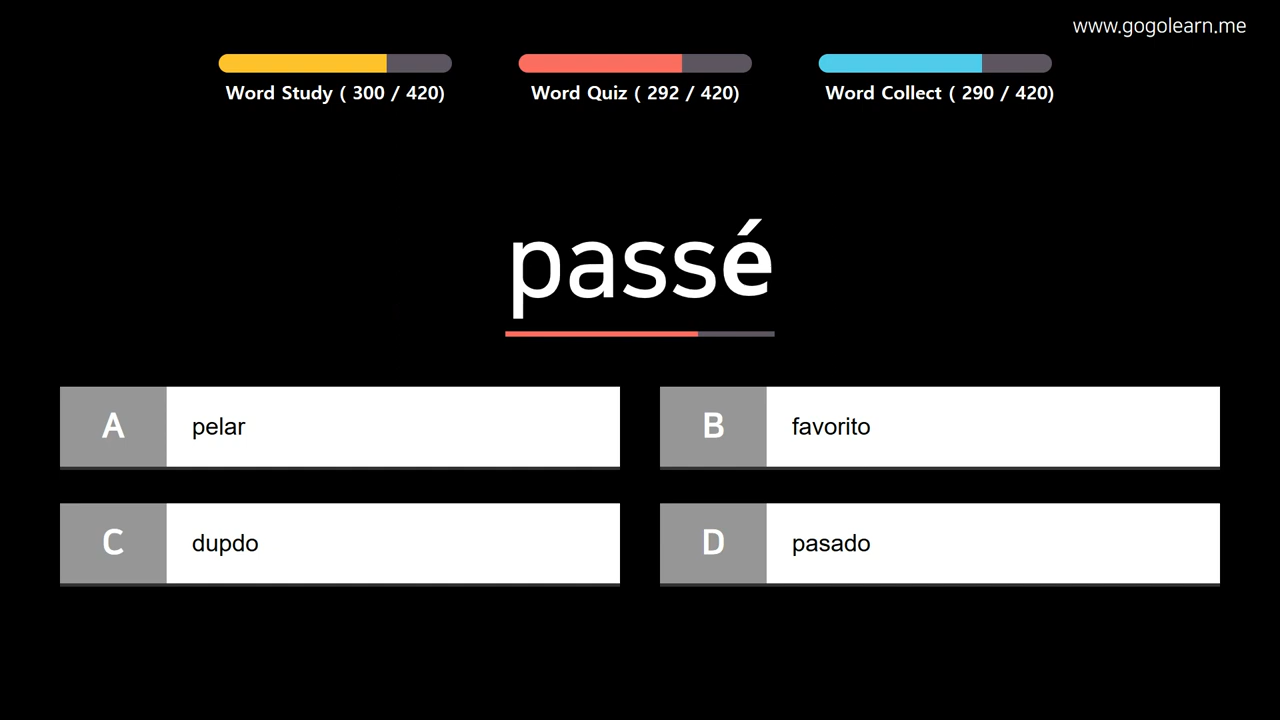 www.gogolearn.me
Word Study ( 300 / 420)
Word Quiz ( 292 / 420)
Word Collect ( 290 / 420)
passé
A pelar
B favorito
C dupdo
D pasado